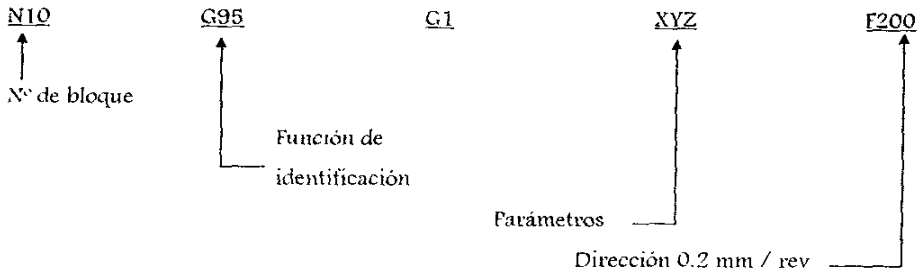 N10 G95 G1 XYZ F200
Nº de bloque
Función de
identificación
Parámetros
Dirección 0.2 mm / rev